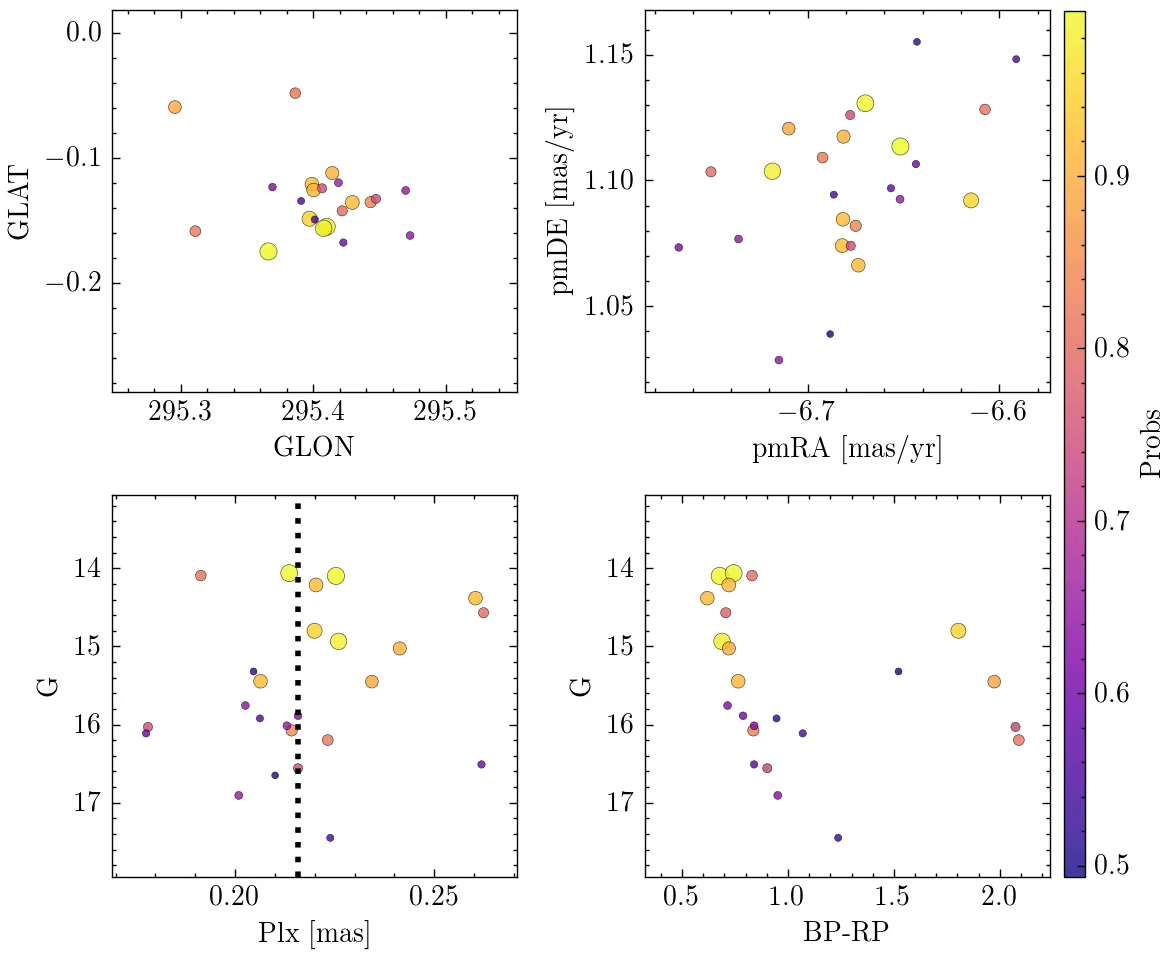 0.0
−0.1
−0.2
GLAT
295.3 295.4 295.5
GLON
1.15
1.10
1.05
pmDE [mas/yr]
−6.7 −6.6
pmRA [mas/yr]
14
15
16
17
G
0.20 0.25
Plx [mas]
14
15
16
17
G
0.5 1.0 1.5 2.0
BP-RP
0.9
0.8
0.7
0.6
0.5
Probs